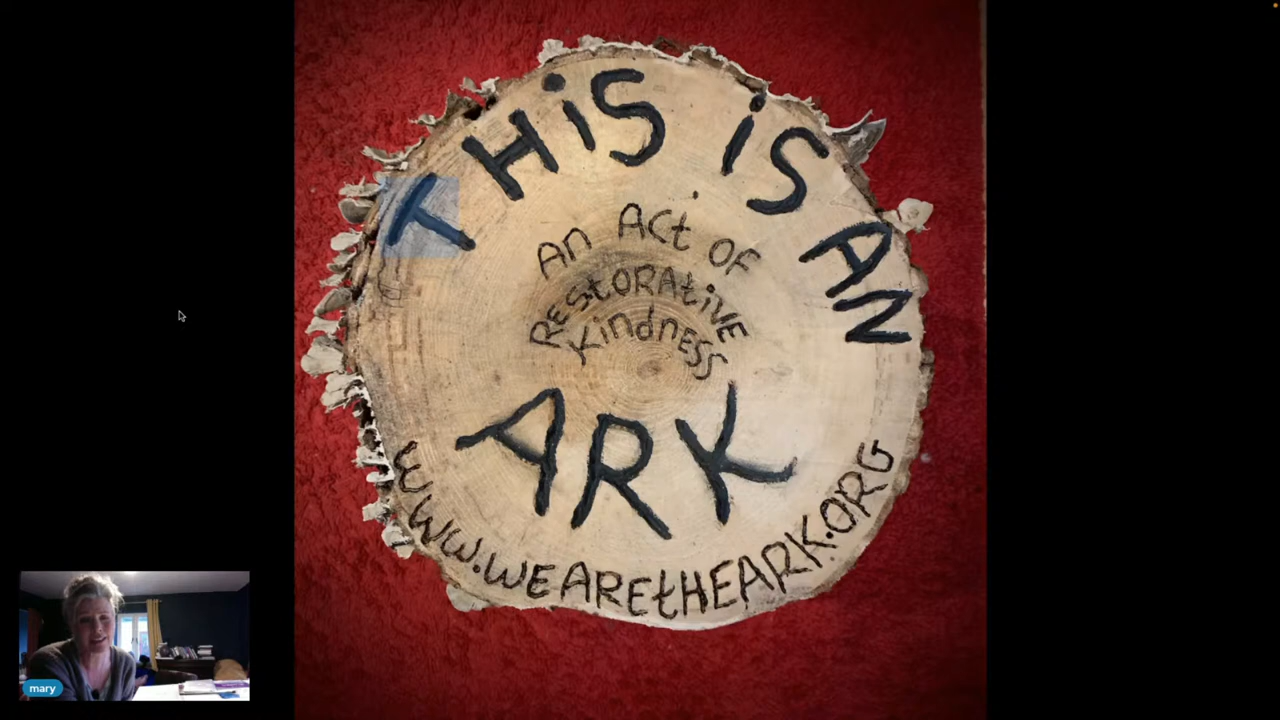 THiS iS AN
AN ACt OF
REStORAtiVE
KindnESS
ARK
WWW.WEAREtHEARK.ORG
mary